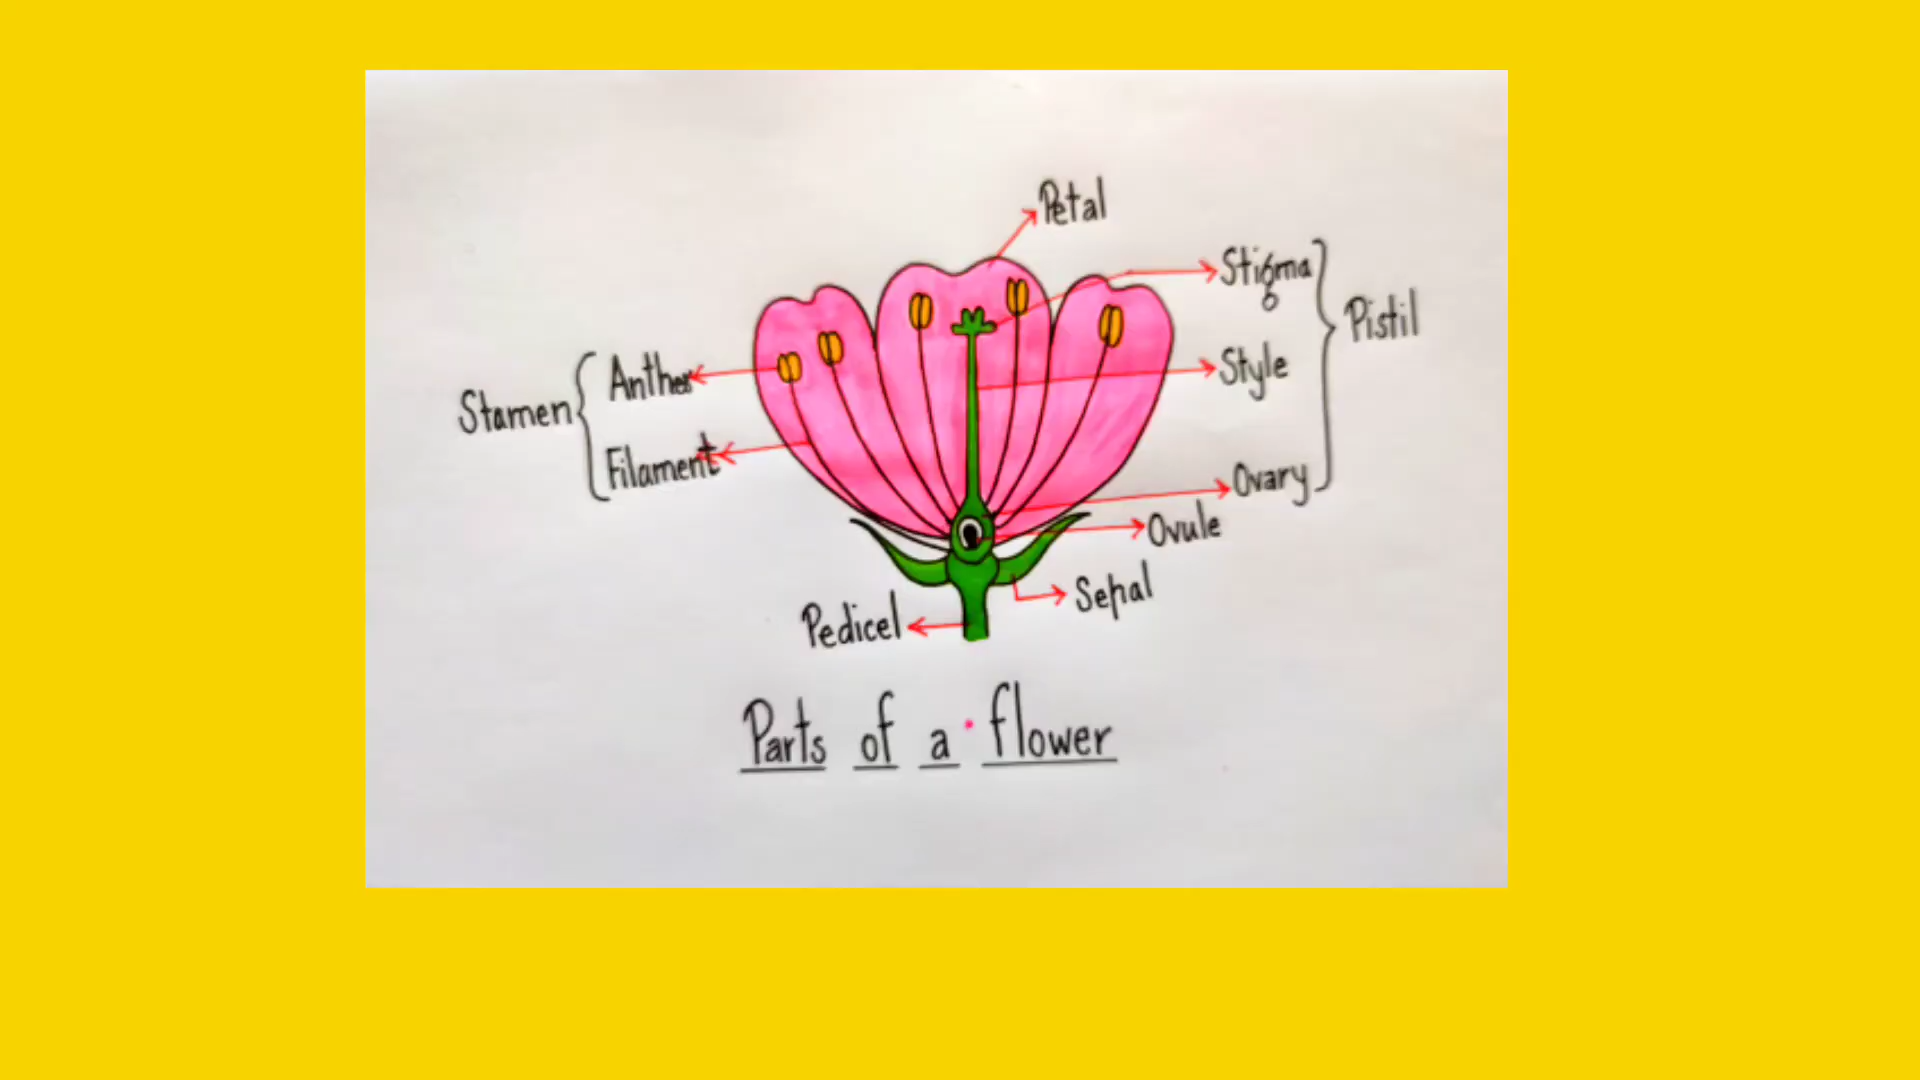 Petal
Stigma
Pistil
Style
Stamen
Anther
Filament
Ovary
Ovule
Sepal
Pedicel
Parts of a flower